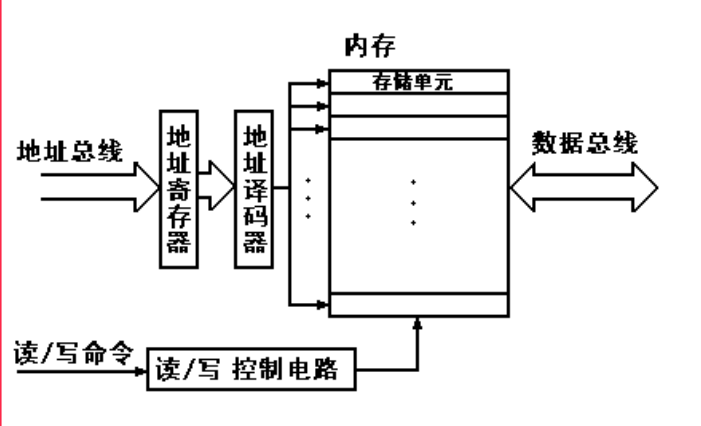 内存
存储单元
地址总线
地址寄存器
地址译码器
数据总线
读/写命令
读/写 控制电路